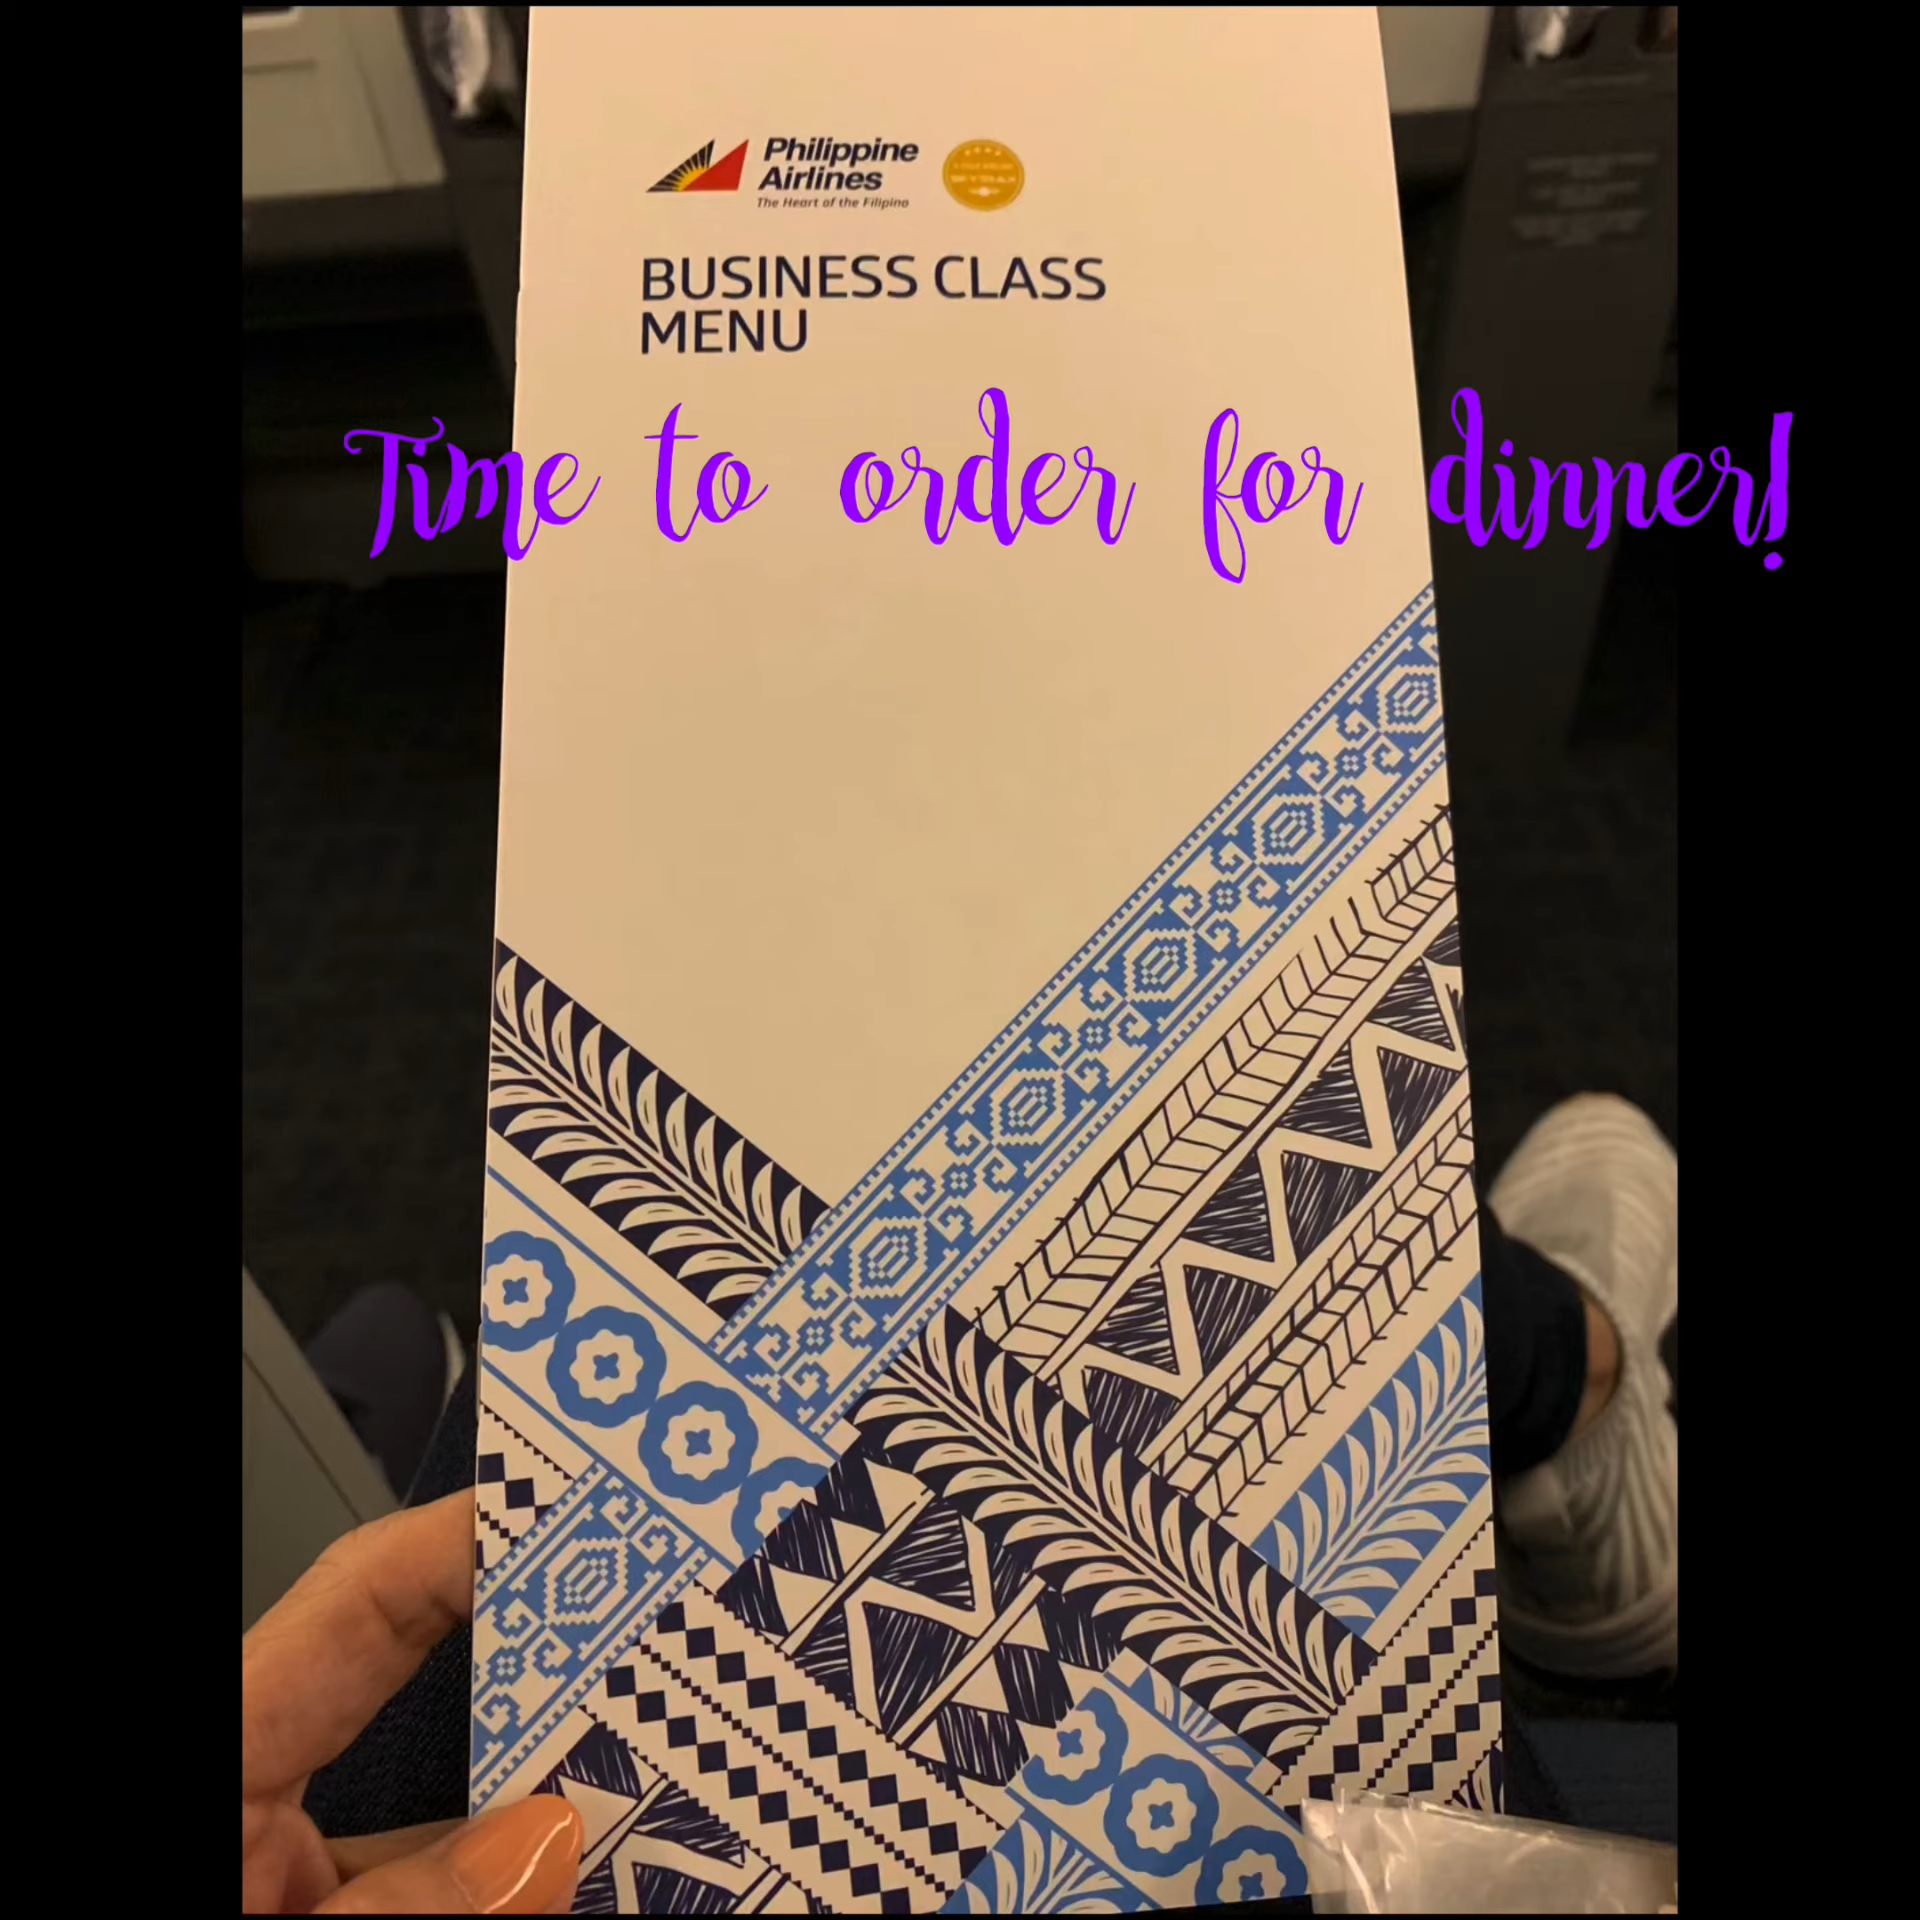 Philippine
Airlines
The Heart of the Filipino
BUSINESS CLASS
MENU
Time to order for dinner!